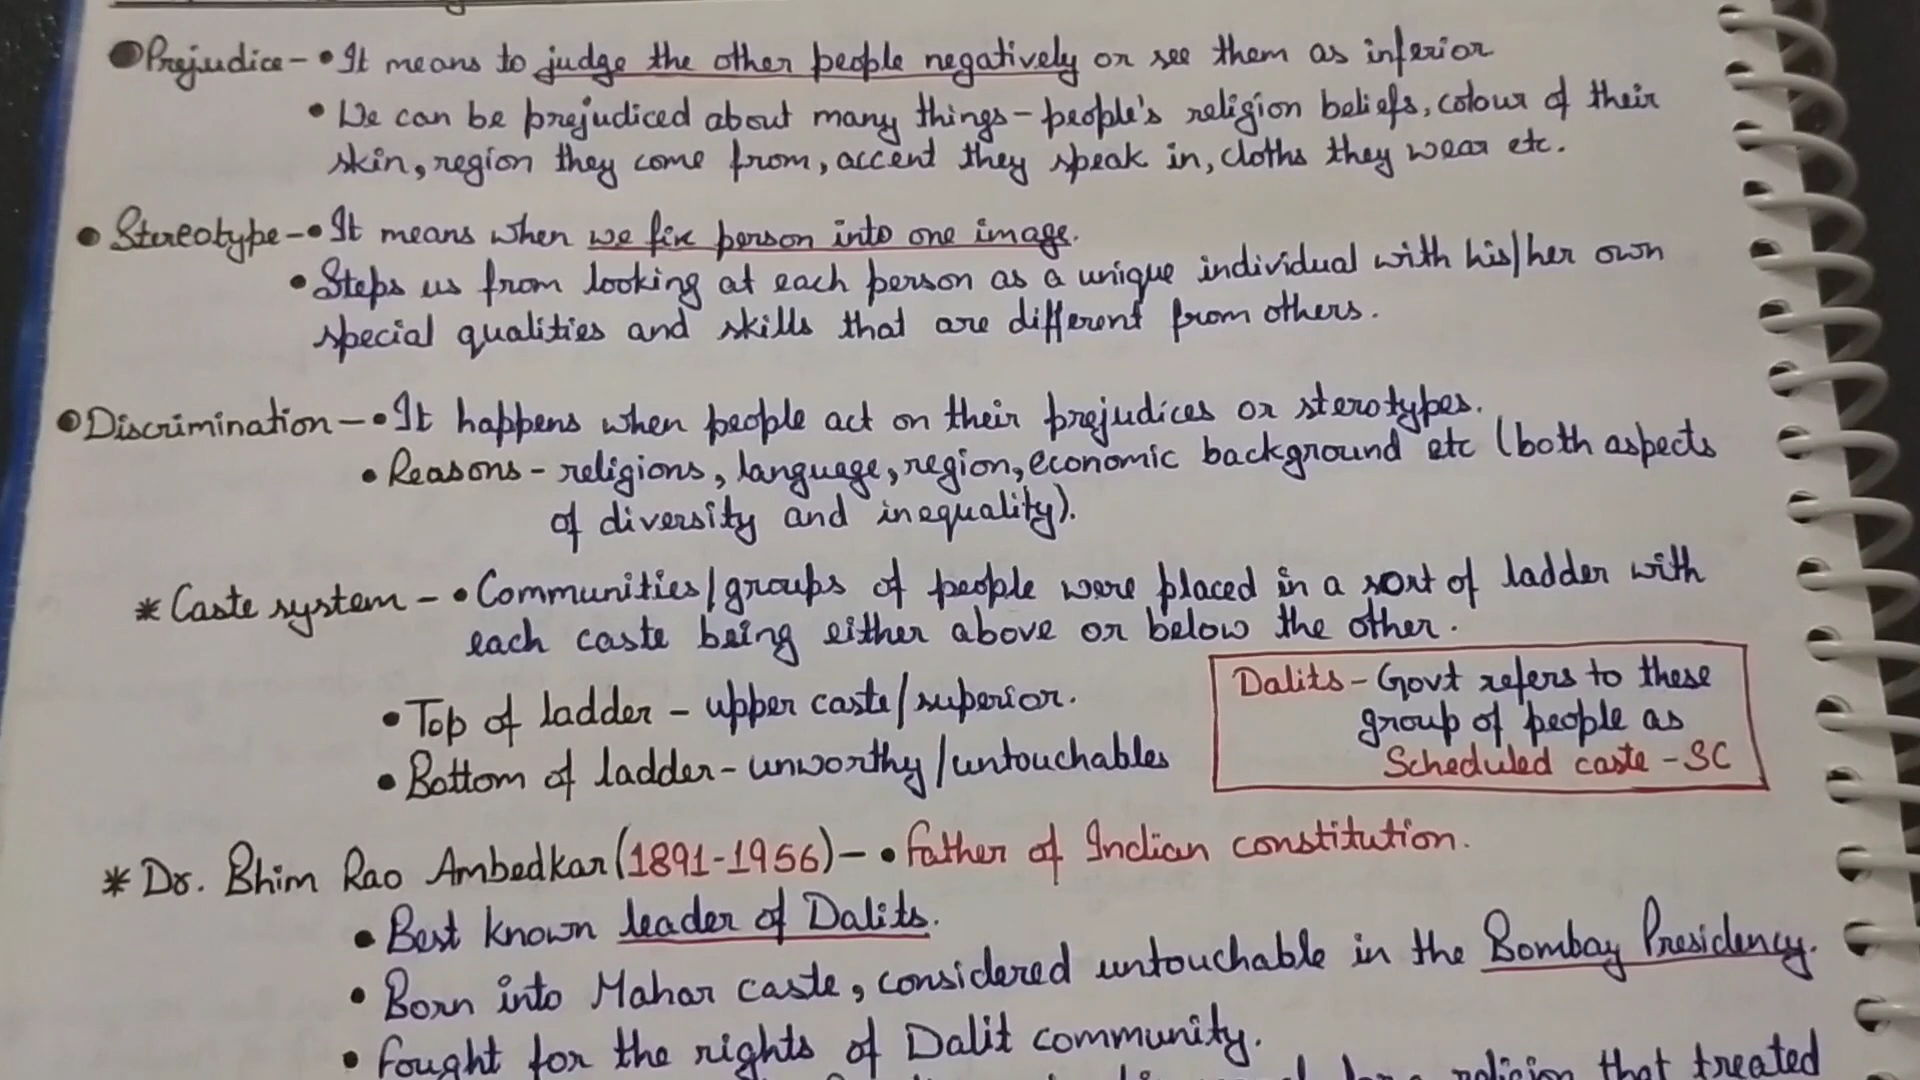 ●Prejudice - •It means to judge the other people negatively or see them as inferior
• We can be prejudiced about many things - people's religion beliefs, colour of their
skin, region they come from, accent they speak in, cloths they wear etc.
● Stereotype - •It means when we fix person into one image.
•Stops us from looking at each person as a unique individual with his/her own
special qualities and skills that are different from others.
●Discrimination - •It happens when people act on their prejudices or sterotypes.
• Reasons - religions, language, region, economic background etc (both aspects
of diversity and inequality).
* Caste system - • Communities/groups of people were placed in a sort of ladder with
each caste being either above or below the other.
• Top of ladder - upper caste/superior.
• Bottom of ladder - unworthy/untouchables
Dalits - Govt refers to these
group of people as
Scheduled caste - SC
* Dr. Bhim Rao Ambedkar (1891-1956) - • Father of Indian constitution.
• Best known leader of Dalits.
• Born into Mahar caste, considered untouchable in the Bombay Presidency.
• Fought for the rights of Dalit community.
religion that treated